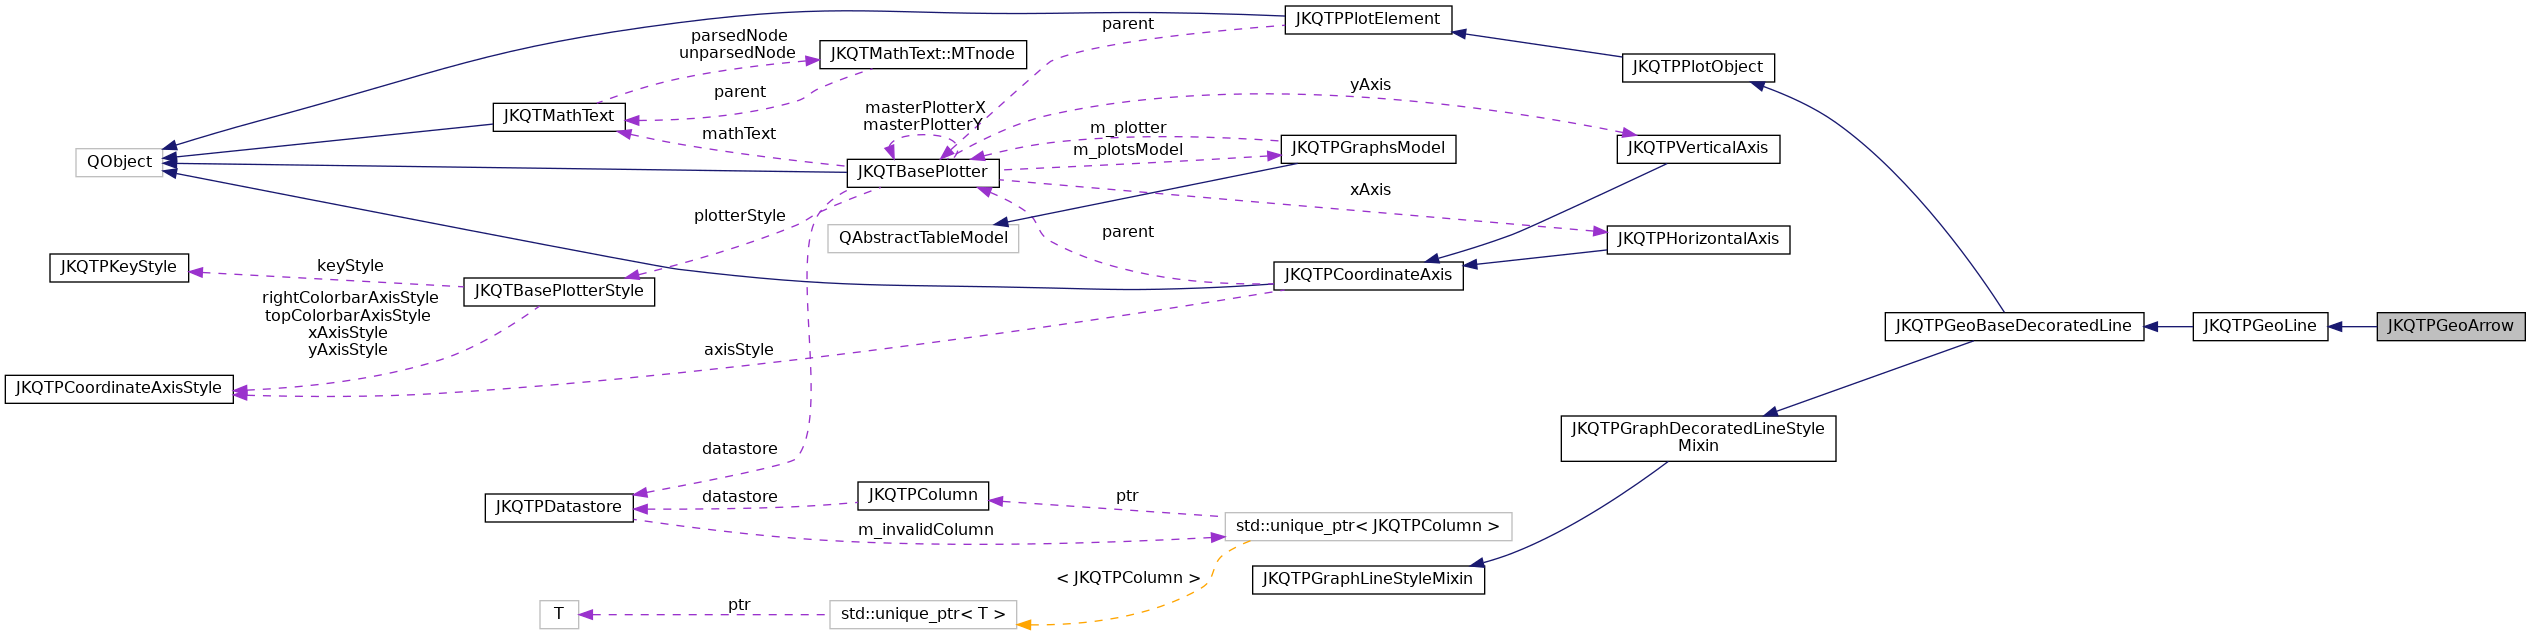 JKQTPPlotElement
parent
parsedNode
unparsedNode
JKQTMathText::MTnode
JKQTPPlotObject
yAxis
parent
masterPlotterX
masterPlotterY
JKQTMathText
mathText
m_plotter
m_plotsModel
JKQTPGraphsModel
JKQTPVerticalAxis
QObject
JKQTBasePlotter
xAxis
plotterStyle
QAbstractTableModel
parent
JKQTPHorizontalAxis
JKQTPKeyStyle
keyStyle
JKQTPCoordinateAxis
JKQTBasePlotterStyle
rightColorbarAxisStyle
topColorbarAxisStyle
xAxisStyle
yAxisStyle
JKQTPGeoBaseDecoratedLine
JKQTPGeoLine
JKQTPGeoArrow
axisStyle
JKQTPCoordinateAxisStyle
JKQTPGraphDecoratedLineStyle
Mixin
datastore
JKQTPDatastore
datastore
JKQTPColumn
ptr
m_invalidColumn
std::unique_ptr< JKQTPColumn >
< JKQTPColumn >
JKQTPGraphLineStyleMixin
T
ptr
std::unique_ptr< T >